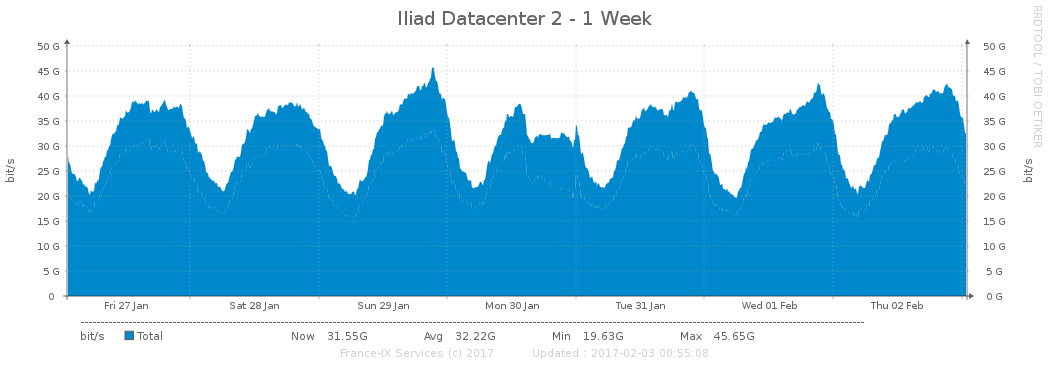 Iliad Datacenter 2 - 1 Week
RRDTOOL / TOBI OETIKER
bit/s
50 G 50 G
45 G 45 G
40 G 40 G
35 G 35 G
30 G 30 G
25 G 25 G
20 G 20 G
15 G 15 G
10 G 10 G
5 G 5 G
0 0 G
bit/s
Fri 27 Jan Sat 28 Jan Sun 29 Jan Mon 30 Jan Tue 31 Jan Wed 01 Feb Thu 02 Feb
bit/s Total Now 31.55G Avg 32.22G Min 19.63G Max 45.65G
France-IX Services (c) 2017 Updated : 2017-02-03 00:55:08